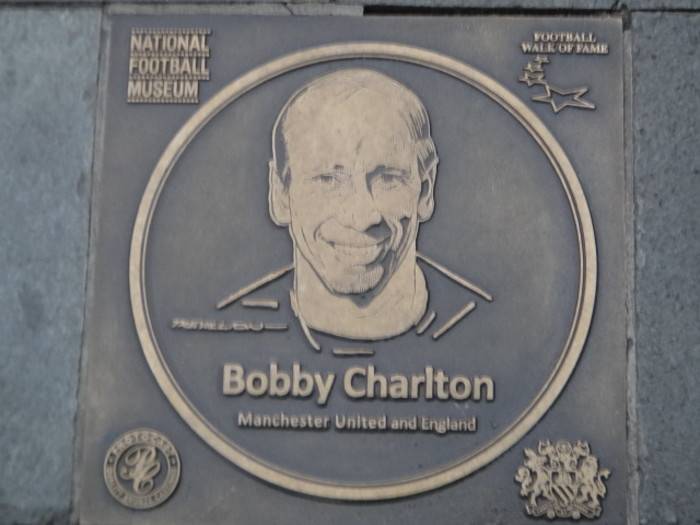 NATIONAL
FOOTBALL
MUSEUM
FOOTBALL
WALK OF FAME
Bobby Charlton
Manchester United and England